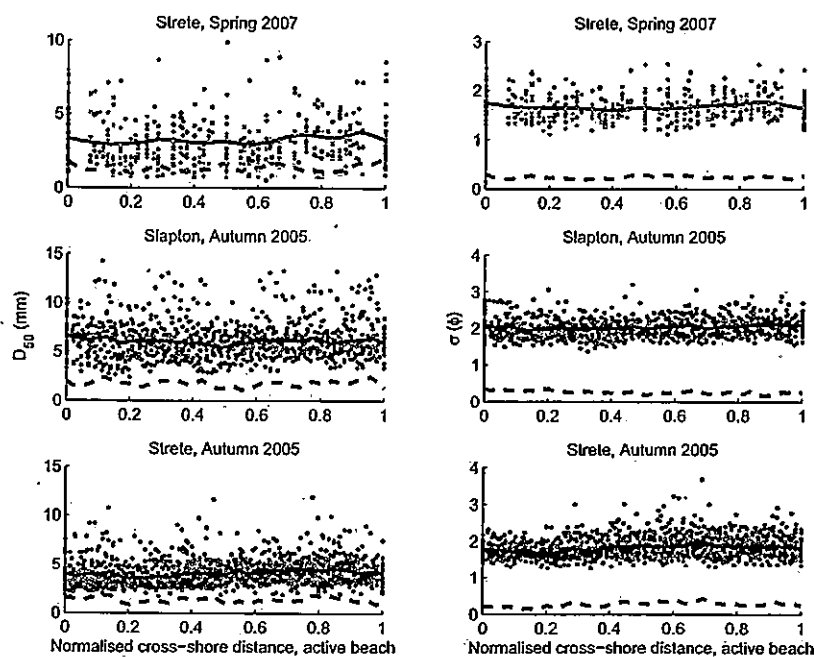 Strete, Spring 2007
10
5
0
0 0.2 0.4 0.6 0.8 1
Strete, Spring 2007
3
2
1
0
0 0.2 0.4 0.6 0.8 1
Slapton, Autumn 2005
15
10
5
0
D50 (mm)
0 0.2 0.4 0.6 0.8 1
Slapton, Autumn 2005
4
3
2
1
0
σ (ϕ)
0 0.2 0.4 0.6 0.8 1
Strete, Autumn 2005
15
10
5
0
0 0.2 0.4 0.6 0.8 1
Normalised cross-shore distance, active beach
Strete, Autumn 2005
4
3
2
1
0
0 0.2 0.4 0.6 0.8 1
Normalised cross-shore distance, active beach